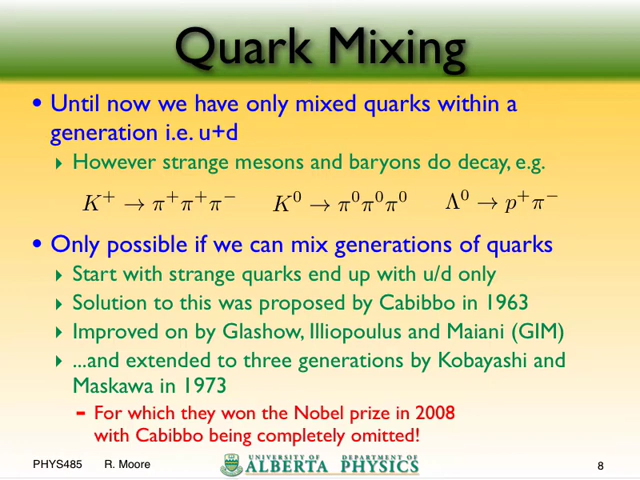 Quark Mixing
• Until now we have only mixed quarks within a
generation i.e. u+d
‣ However strange mesons and baryons do decay, e.g.
K⁺ → π⁺π⁺π⁻ K⁰ → π⁰π⁰π⁰ Λ⁰ → p⁺π⁻
• Only possible if we can mix generations of quarks
‣ Start with strange quarks end up with u/d only
‣ Solution to this was proposed by Cabibbo in 1963
‣ Improved on by Glashow, Illiopoulus and Maiani (GIM)
‣ ...and extended to three generations by Kobayashi and
Maskawa in 1973
- For which they won the Nobel prize in 2008
with Cabibbo being completely omitted!
PHYS485 R. Moore
UNIVERSITY OF DEPARTMENT OF
ALBERTA PHYSICS
8